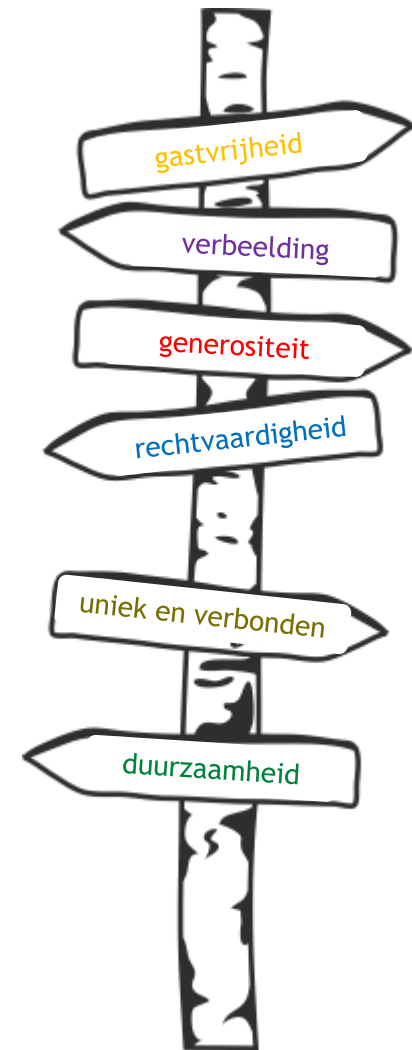 gastvrijheid
verbeelding
generositeit
rechtvaardigheid
uniek en verbonden
duurzaamheid